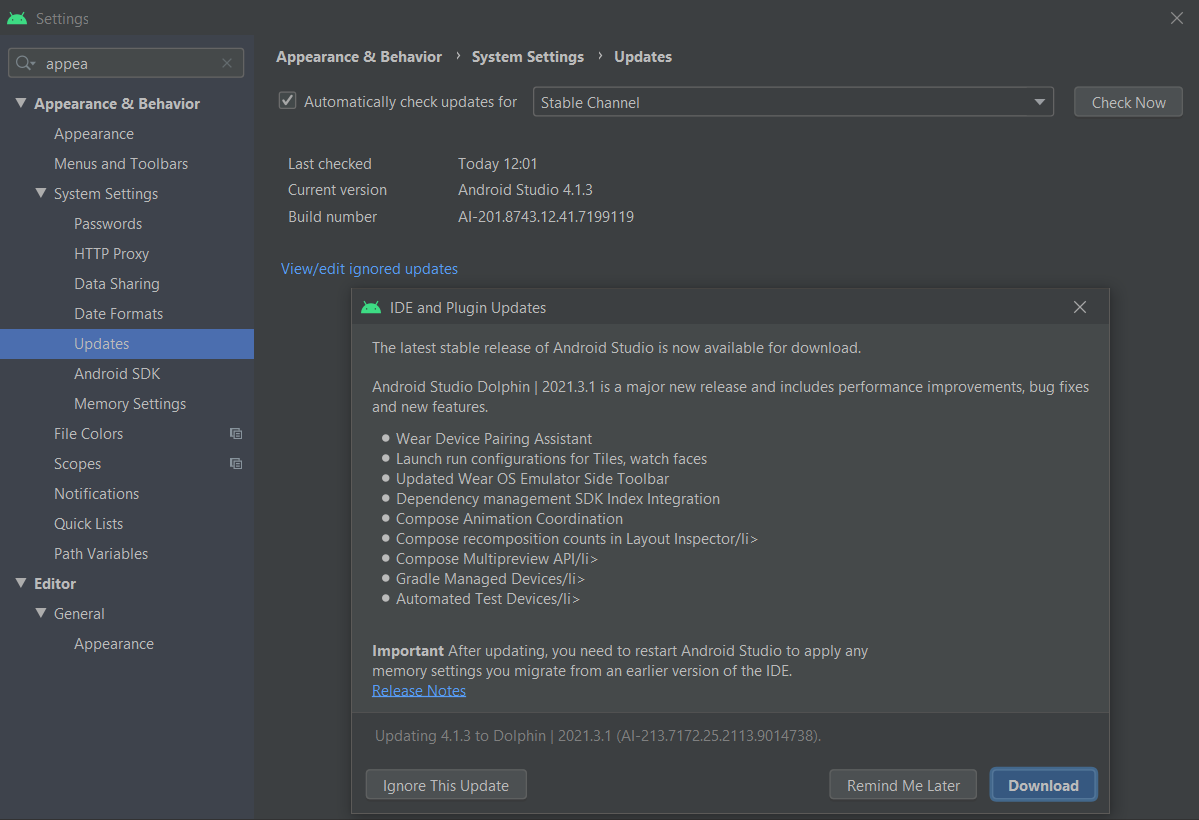 Settings
appea
Appearance & Behavior
Appearance
Menus and Toolbars
System Settings
Passwords
HTTP Proxy
Data Sharing
Date Formats
Updates
Android SDK
Memory Settings
File Colors
Scopes
Notifications
Quick Lists
Path Variables
Editor
General
Appearance
Appearance & Behavior › System Settings › Updates
Automatically check updates for Stable Channel Check Now
Last checked Today 12:01
Current version Android Studio 4.1.3
Build number AI-201.8743.12.41.7199119
View/edit ignored updates
IDE and Plugin Updates
The latest stable release of Android Studio is now available for download.
Android Studio Dolphin | 2021.3.1 is a major new release and includes performance improvements, bug fixes
and new features.
● Wear Device Pairing Assistant
● Launch run configurations for Tiles, watch faces
● Updated Wear OS Emulator Side Toolbar
● Dependency management SDK Index Integration
● Compose Animation Coordination
● Compose recomposition counts in Layout Inspector/li>
● Compose Multipreview API/li>
● Gradle Managed Devices/li>
● Automated Test Devices/li>
Important After updating, you need to restart Android Studio to apply any
memory settings you migrate from an earlier version of the IDE.
Release Notes
Updating 4.1.3 to Dolphin | 2021.3.1 (AI-213.7172.25.2113.9014738).
Ignore This Update Remind Me Later Download